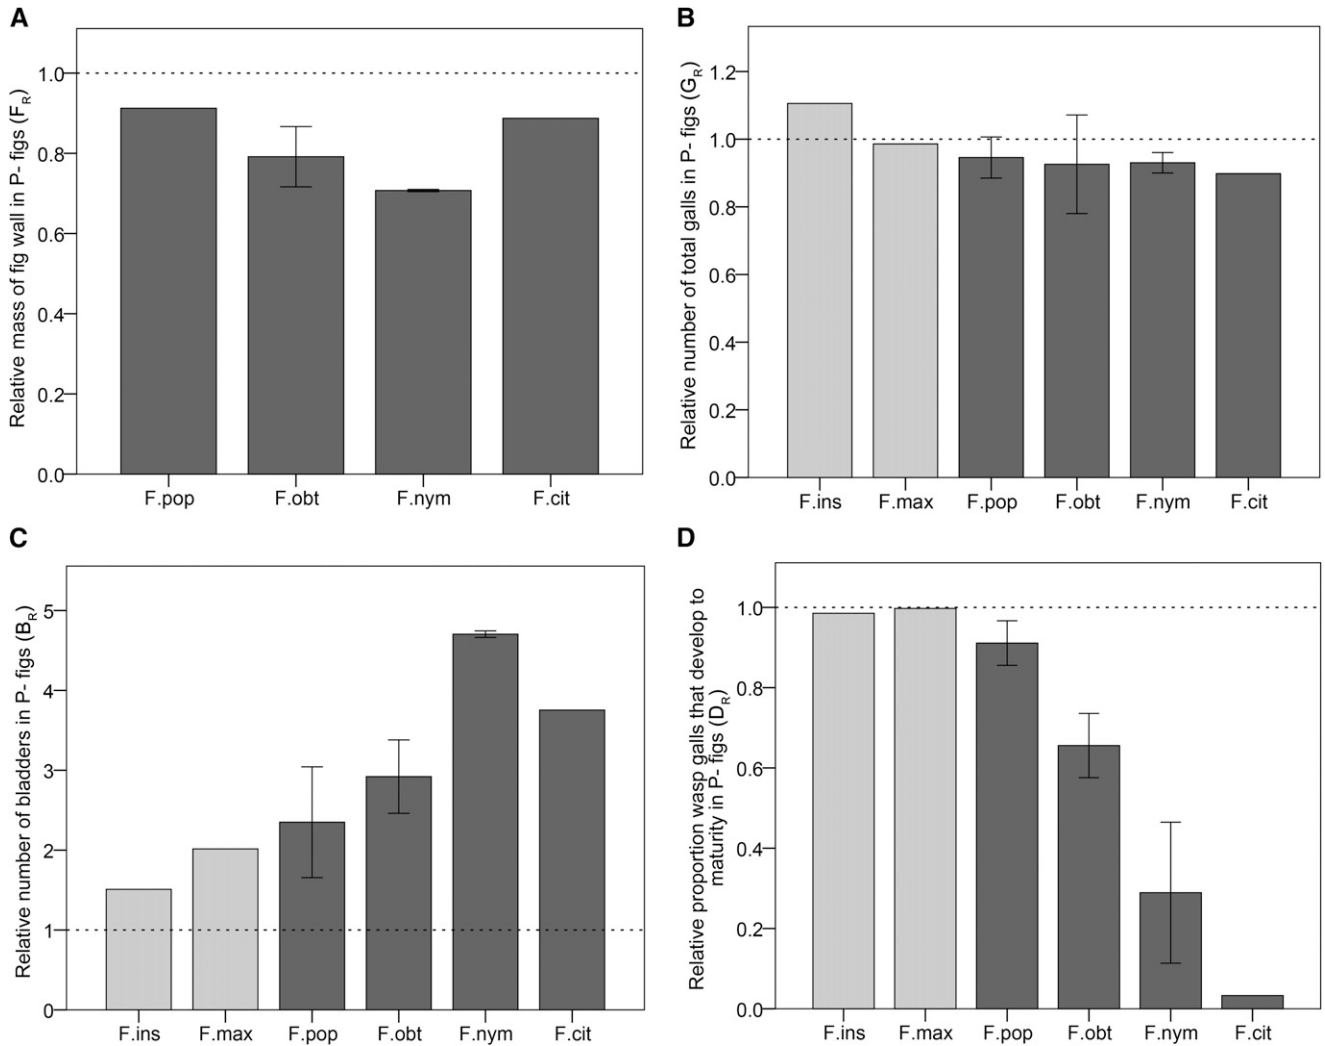 A
Relative mass of fig wall in P- figs (FR)
1.0
0.8
0.6
0.4
0.2
0.0
F.pop F.obt F.nym F.cit
B
Relative number of total galls in P- figs (GR)
1.2
1.0
0.8
0.6
0.4
0.2
0.0
F.ins F.max F.pop F.obt F.nym F.cit
C
Relative number of bladders in P- figs (BR)
5
4
3
2
1
0
F.ins F.max F.pop F.obt F.nym F.cit
D
Relative proportion wasp galls that develop to
maturity in P- figs (DR)
1.0
0.8
0.6
0.4
0.2
0.0
F.ins F.max F.pop F.obt F.nym F.cit